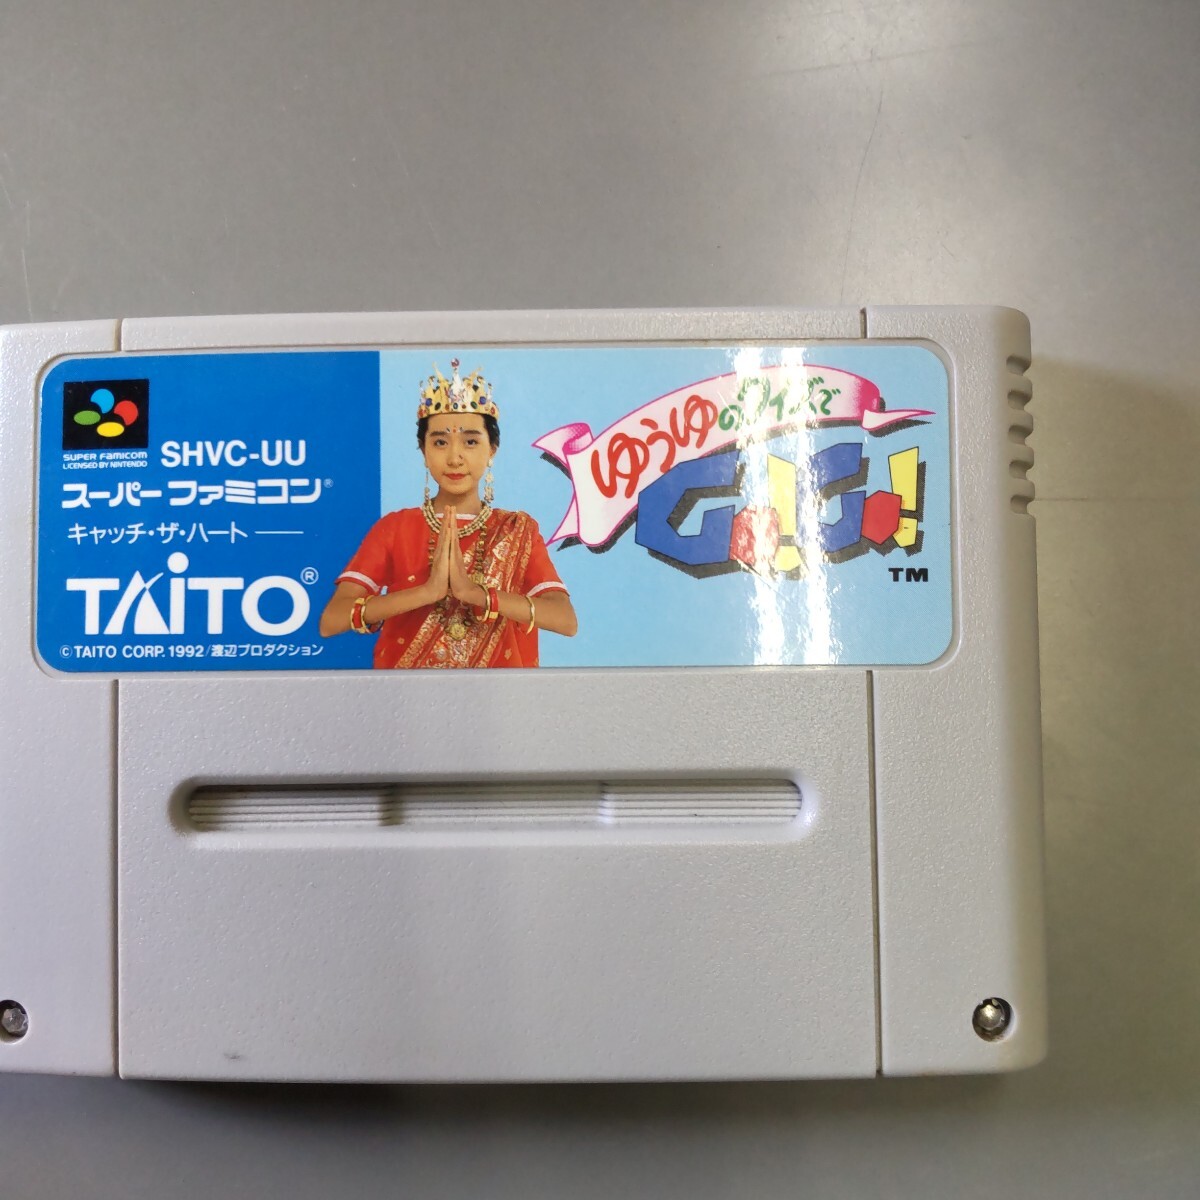 SUPER FAMICOM
LICENSED BY NINTENDO
SHVC-UU
スーパーファミコン®
キャッチ・ザ・ハート
TAiTO®
© TAITO CORP. 1992/渡辺プロダクション
ゆうゆのクイズで
GO!GO!
TM